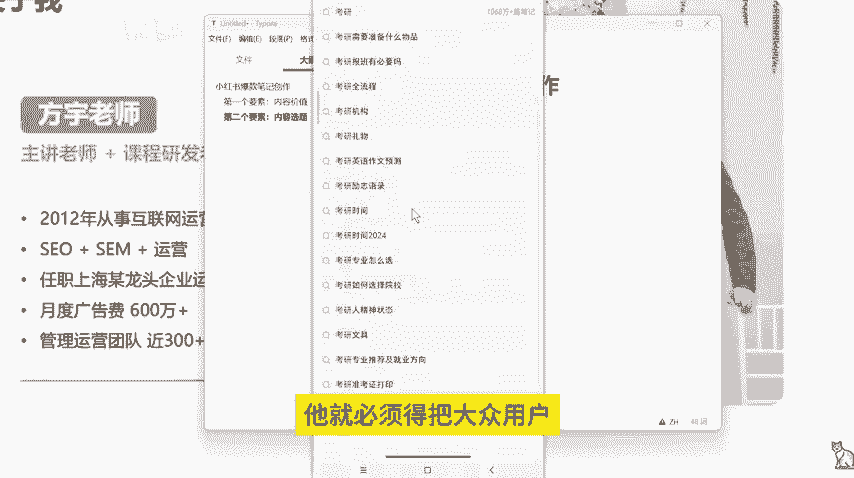 于我
方宇老师
主讲老师 + 课程研发老
• 2012年从事互联网运营
• SEO + SEM + 运营
• 任职上海某龙头企业运
• 月度广告费 600万+
• 管理运营团队 近300+
Untitled• - Typora
文件(F) 编辑(E) 段落(P) 格式
文件 大纲
小红书爆款笔记创作
第一个要素：内容价值
第二个要素：内容选题
作
考研
1068万+篇笔记
考研需要准备什么物品
考研报班有必要吗
考研全流程
考研机构
考研礼物
考研英语作文预测
考研励志语录
考研时间
考研时间2024
考研专业怎么选
考研如何选择院校
考研人精神状态
考研文具
考研专业推荐及就业方向
考研准考证打印
ZH
他就必须得把大众用户